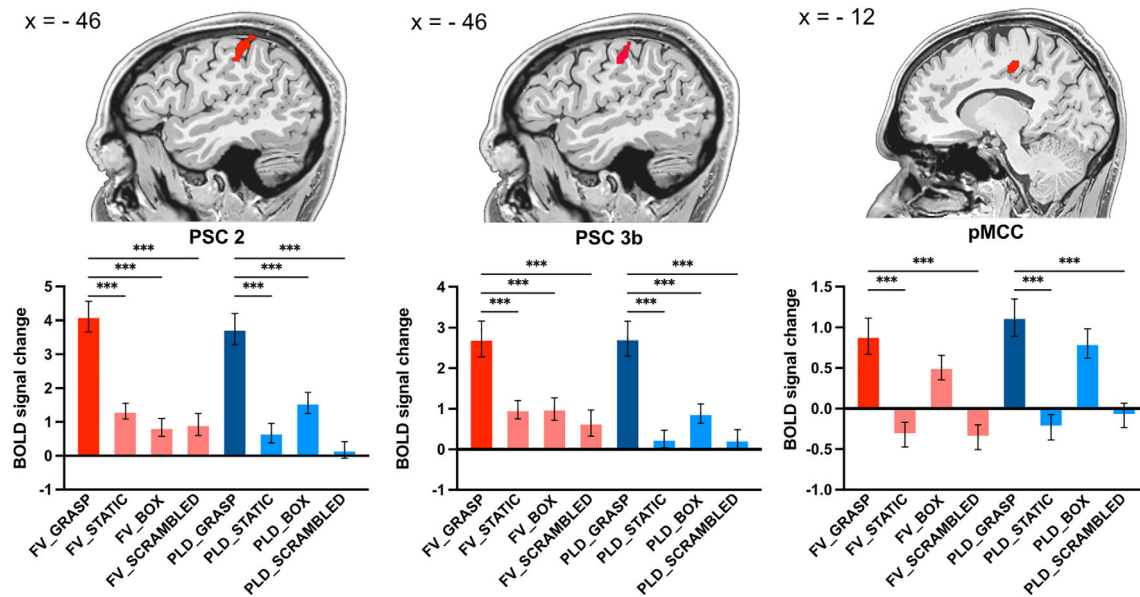 x = - 46
x = - 46
x = - 12
PSC 2
PSC 3b
pMCC
***
***
***
***
***
***
BOLD signal change
5
4
3
2
1
0
-1
FV_GRASP
FV_STATIC
FV_BOX
FV_SCRAMBLED
PLD_GRASP
PLD_STATIC
PLD_BOX
PLD_SCRAMBLED
***
***
***
***
***
***
BOLD signal change
4
3
2
1
0
-1
FV_GRASP
FV_STATIC
FV_BOX
FV_SCRAMBLED
PLD_GRASP
PLD_STATIC
PLD_BOX
PLD_SCRAMBLED
***
***
***
***
BOLD signal change
1.5
1.0
0.5
0.0
-0.5
-1.0
FV_GRASP
FV_STATIC
FV_BOX
FV_SCRAMBLED
PLD_GRASP
PLD_STATIC
PLD_BOX
PLD_SCRAMBLED